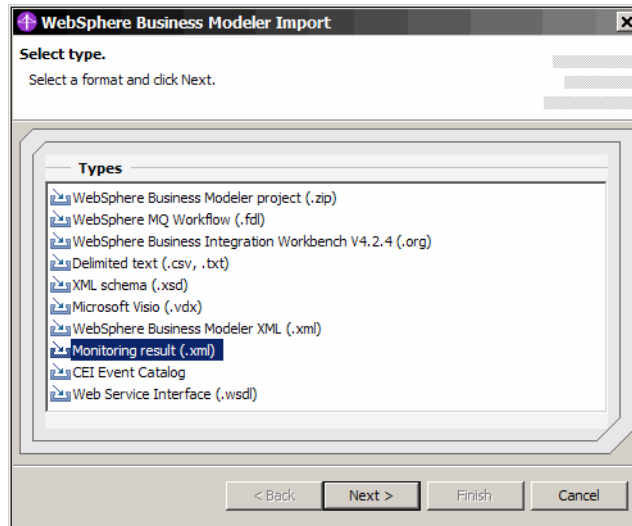 WebSphere Business Modeler Import
Select type.
Select a format and click Next.
Types
WebSphere Business Modeler project (.zip)
WebSphere MQ Workflow (.fdl)
WebSphere Business Integration Workbench V4.2.4 (.org)
Delimited text (.csv, .txt)
XML schema (.xsd)
Microsoft Visio (.vdx)
WebSphere Business Modeler XML (.xml)
Monitoring result (.xml)
CEI Event Catalog
Web Service Interface (.wsdl)
< Back Next > Finish Cancel